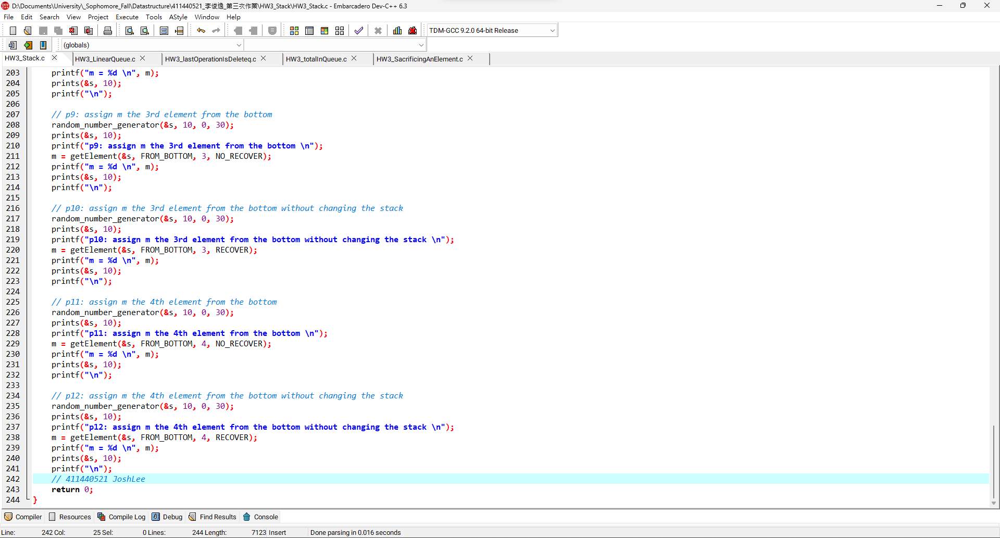 D:\Documents\University\_Sophomore_Fall\Datastructure\411440521_李俊逸_第三次作業\HW3_Stack\HW3_Stack.c - Embarcadero Dev-C++ 6.3
File Edit Search View Project Execute Tools AStyle Window Help
TDM-GCC 9.2.0 64-bit Release
(globals)
HW3_Stack.c HW3_LinearQueue.c HW3_lastOperationIsDeleteq.c HW3_totalInQueue.c HW3_SacrificingAnElement.c
203 printf("m = %d \n", m);
204 prints(&s, 10);
205 printf("\n");
206
207 // p9: assign m the 3rd element from the bottom
208 random_number_generator(&s, 10, 0, 30);
209 prints(&s, 10);
210 printf("p9: assign m the 3rd element from the bottom \n");
211 m = getElement(&s, FROM_BOTTOM, 3, NO_RECOVER);
212 printf("m = %d \n", m);
213 prints(&s, 10);
214 printf("\n");
215
216 // p10: assign m the 3rd element from the bottom without changing the stack
217 random_number_generator(&s, 10, 0, 30);
218 prints(&s, 10);
219 printf("p10: assign m the 3rd element from the bottom without changing the stack \n");
220 m = getElement(&s, FROM_BOTTOM, 3, RECOVER);
221 printf("m = %d \n", m);
222 prints(&s, 10);
223 printf("\n");
224
225 // p11: assign m the 4th element from the bottom
226 random_number_generator(&s, 10, 0, 30);
227 prints(&s, 10);
228 printf("p11: assign m the 4th element from the bottom \n");
229 m = getElement(&s, FROM_BOTTOM, 4, NO_RECOVER);
230 printf("m = %d \n", m);
231 prints(&s, 10);
232 printf("\n");
233
234 // p12: assign m the 4th element from the bottom without changing the stack
235 random_number_generator(&s, 10, 0, 30);
236 prints(&s, 10);
237 printf("p12: assign m the 4th element from the bottom without changing the stack \n");
238 m = getElement(&s, FROM_BOTTOM, 4, RECOVER);
239 printf("m = %d \n", m);
240 prints(&s, 10);
241 printf("\n");
242 // 411440521 JoshLee
243 return 0;
244 }
Compiler Resources Compile Log Debug Find Results Console
Line: 242 Col: 25 Sel: 0 Lines: 244 Length: 7123 Insert Done parsing in 0.016 seconds